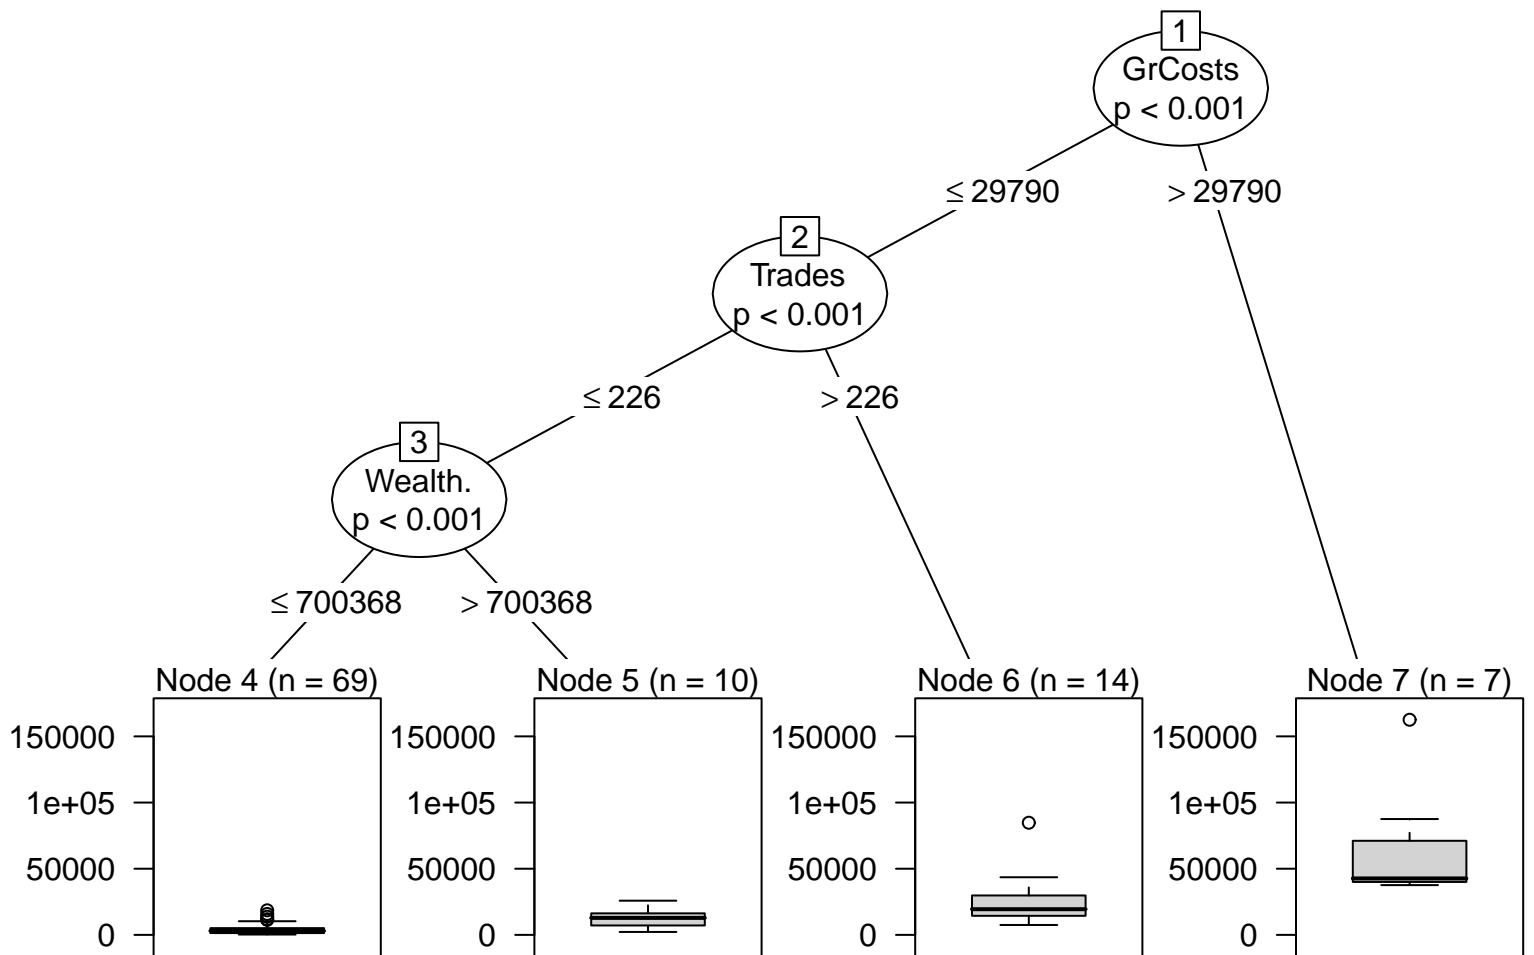 1
GrCosts
p < 0.001
≤ 29790
> 29790
2
Trades
p < 0.001
≤ 226
> 226
3
Wealth.
p < 0.001
≤ 700368
> 700368
Node 4 (n = 69)
150000
1e+05
50000
0
Node 5 (n = 10)
150000
1e+05
50000
0
Node 6 (n = 14)
150000
1e+05
50000
0
Node 7 (n = 7)
150000
1e+05
50000
0